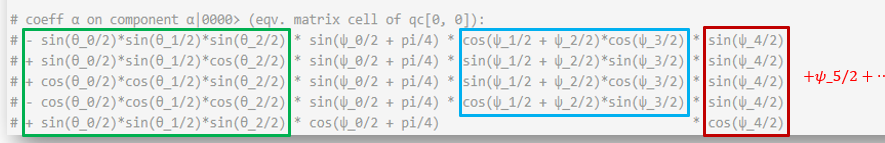 # coeff α on component α|0000> (eqv. matrix cell of qc[0, 0]):
# - sin(θ_0/2)*sin(θ_1/2)*sin(θ_2/2) * sin(ψ_0/2 + pi/4) * cos(ψ_1/2 + ψ_2/2)*cos(ψ_3/2) * sin(ψ_4/2)
# + sin(θ_0/2)*sin(θ_1/2)*cos(θ_2/2) * sin(ψ_0/2 + pi/4) * sin(ψ_1/2 + ψ_2/2)*sin(ψ_3/2) * sin(ψ_4/2)
# + cos(θ_0/2)*cos(θ_1/2)*sin(θ_2/2) * sin(ψ_0/2 + pi/4) * sin(ψ_1/2 + ψ_2/2)*cos(ψ_3/2) * sin(ψ_4/2) +ψ_5/2 + ⋯
# - cos(θ_0/2)*cos(θ_1/2)*cos(θ_2/2) * sin(ψ_0/2 + pi/4) * cos(ψ_1/2 + ψ_2/2)*sin(ψ_3/2) * sin(ψ_4/2)
# + sin(θ_0/2)*sin(θ_1/2)*sin(θ_2/2) * cos(ψ_0/2 + pi/4) * cos(ψ_4/2)